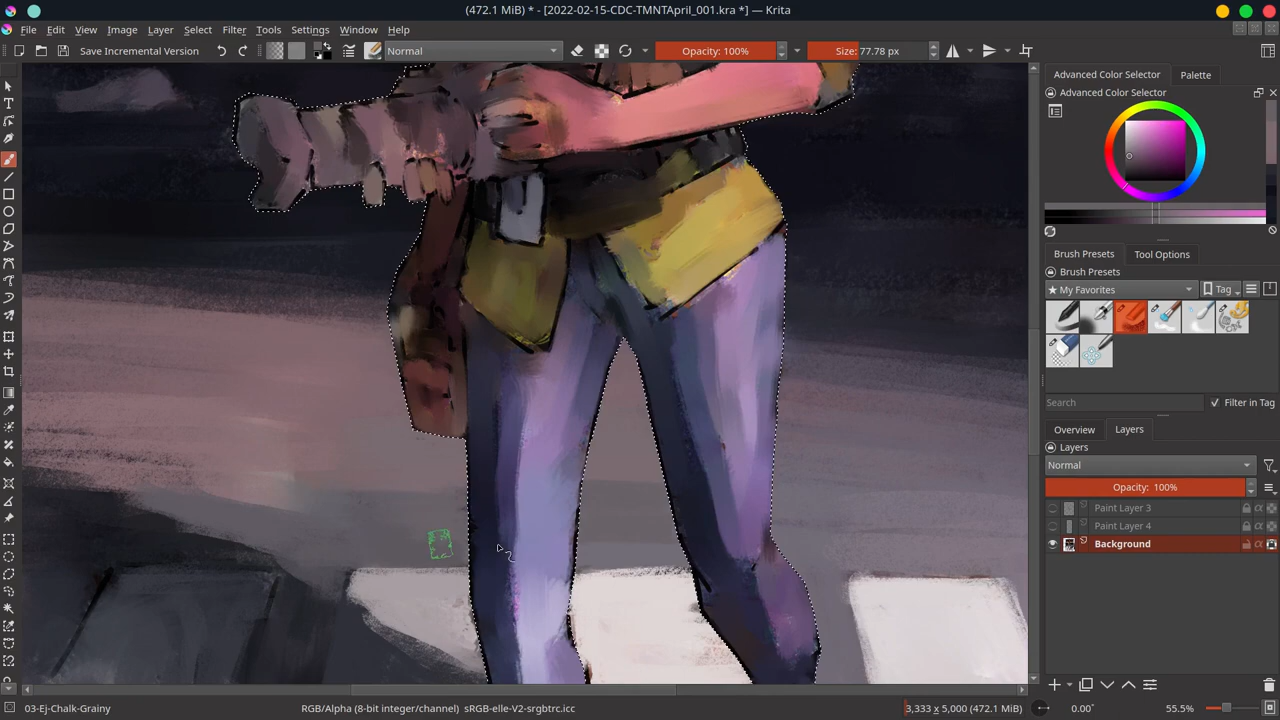 (472.1 MiB) * - [2022-02-15-CDC-TMNTApril_001.kra *] — Krita
File Edit View Image Layer Select Filter Tools Settings Window Help
Save Incremental Version Normal Opacity: 100% Size: 77.78 px
Advanced Color Selector Palette
Advanced Color Selector
Brush Presets Tool Options
Brush Presets
★ My Favorites Tag
Search Filter in Tag
Overview Layers
Layers
Normal
Opacity: 100%
Paint Layer 3
Paint Layer 4
Background
03-Ej-Chalk-Grainy RGB/Alpha (8-bit integer/channel) sRGB-elle-V2-srgbtrc.icc 3,333 x 5,000 (472.1 MiB) 0.00° 55.5%